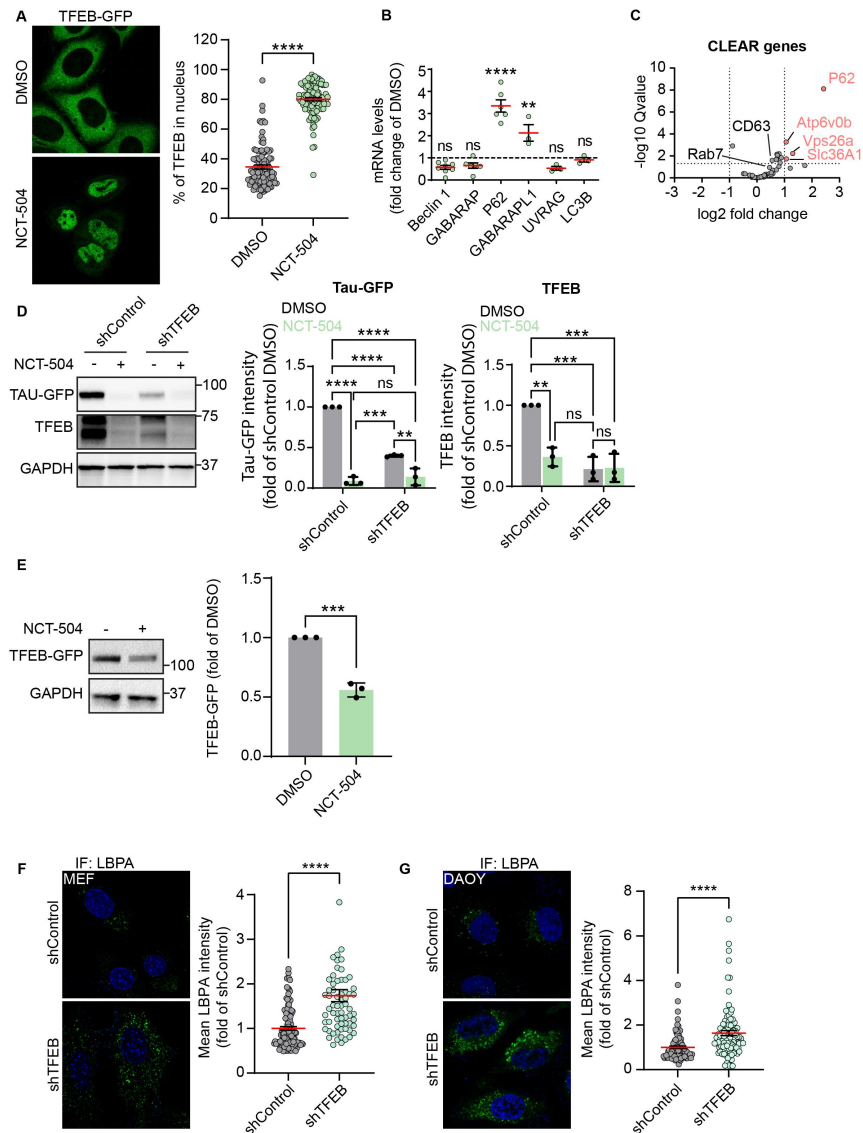 A
TFEB-GFP
DMSO
NCT-504
% of TFEB in nucleus
120
100
80
60
40
20
0
****
DMSO
NCT-504
B
mRNA levels
(fold change of DMSO)
5
4
3
2
1
0
ns
ns
****
**
ns
ns
Beclin 1
GABARAP
P62
GABARAPL1
UVRAG
LC3B
C
CLEAR genes
-log10 Qvalue
10
8
6
4
2
0
P62
Atp6v0b
Vps26a
Slc36A1
CD63
Rab7
-3
-2
-1
0
1
2
3
log2 fold change
D
shControl
shTFEB
NCT-504
-
+
-
+
TAU-GFP
TFEB
GAPDH
100
75
37
Tau-GFP
DMSO
NCT-504
Tau-GFP intensity
(fold of shControl DMSO)
1.5
1.0
0.5
0.0
****
****
****
ns
***
**
shControl
shTFEB
TFEB
DMSO
NCT-504
TFEB intensity
(fold of shControl DMSO)
1.5
1.0
0.5
0.0
***
***
**
ns
ns
shControl
shTFEB
E
NCT-504
-
+
TFEB-GFP
GAPDH
100
37
TFEB-GFP (fold of DMSO)
1.5
1.0
0.5
0.0
***
DMSO
NCT-504
F
IF: LBPA
MEF
shControl
shTFEB
Mean LBPA intensity
(fold of shControl)
4
3
2
1
0
****
shControl
shTFEB
G
IF: LBPA
DAOY
shControl
shTFEB
Mean LBPA intensity
(fold of shControl)
8
6
4
2
0
****
shControl
shTFEB